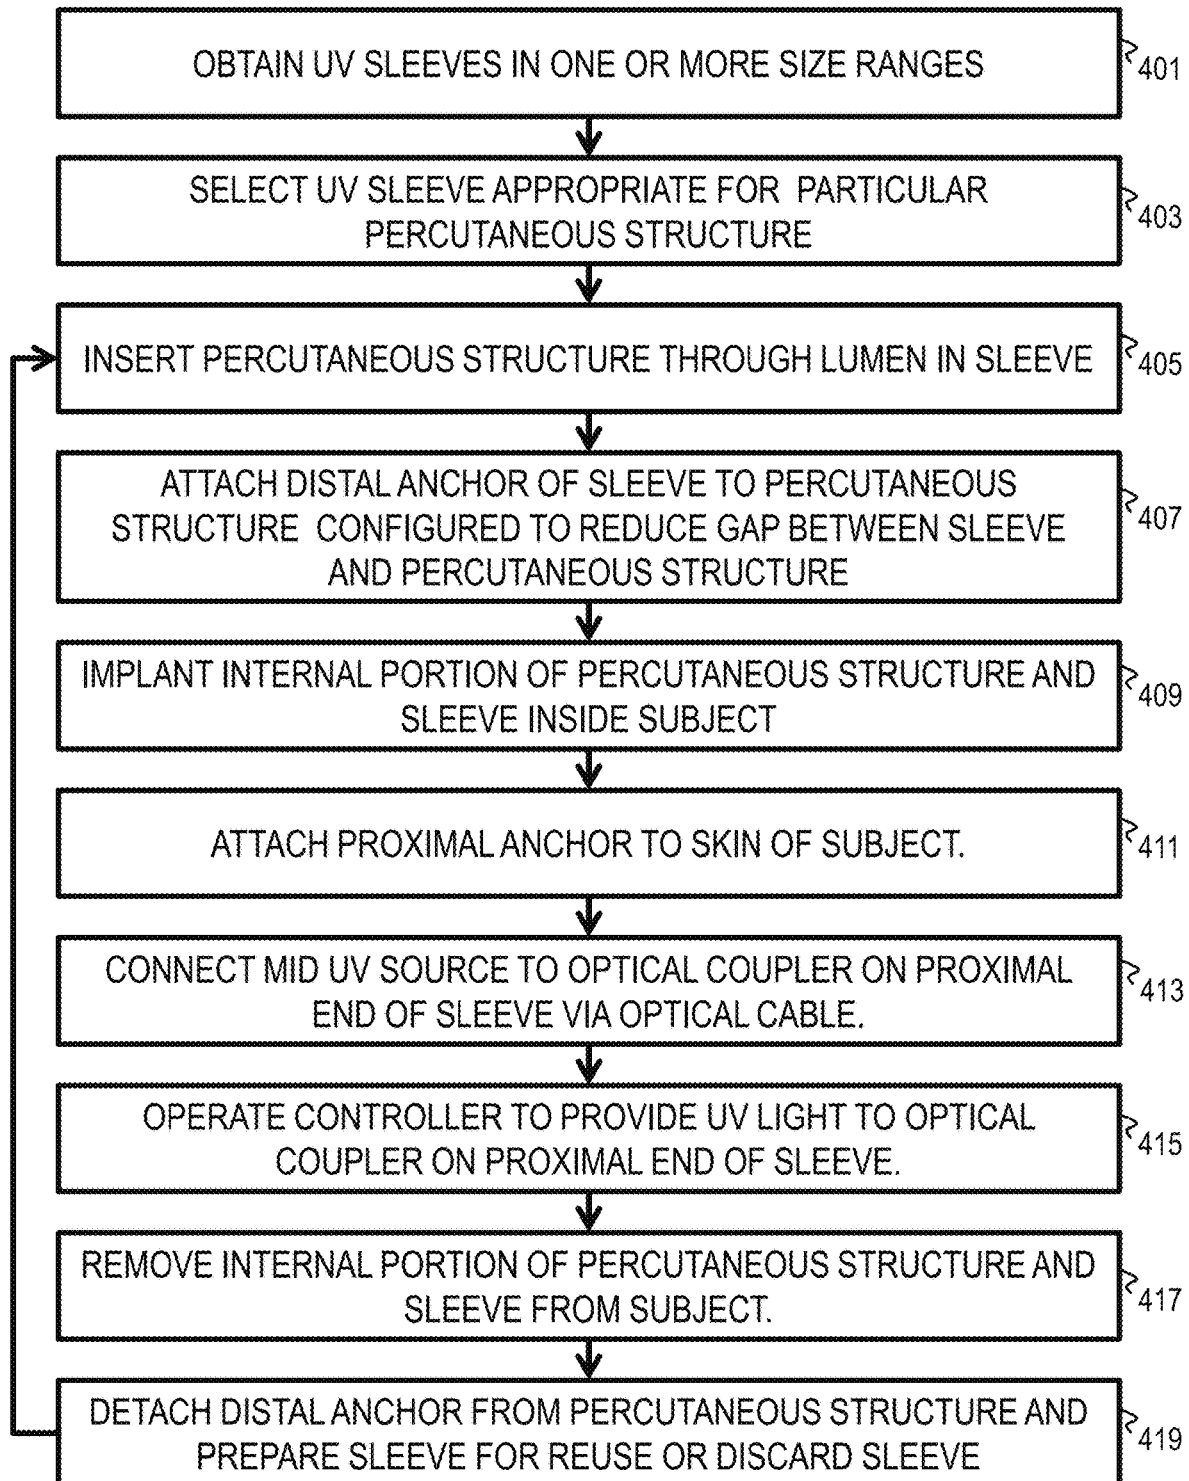 OBTAIN UV SLEEVES IN ONE OR MORE SIZE RANGES
401
SELECT UV SLEEVE APPROPRIATE FOR PARTICULAR
PERCUTANEOUS STRUCTURE
403
INSERT PERCUTANEOUS STRUCTURE THROUGH LUMEN IN SLEEVE
405
ATTACH DISTAL ANCHOR OF SLEEVE TO PERCUTANEOUS
STRUCTURE CONFIGURED TO REDUCE GAP BETWEEN SLEEVE
AND PERCUTANEOUS STRUCTURE
407
IMPLANT INTERNAL PORTION OF PERCUTANEOUS STRUCTURE AND
SLEEVE INSIDE SUBJECT
409
ATTACH PROXIMAL ANCHOR TO SKIN OF SUBJECT.
411
CONNECT MID UV SOURCE TO OPTICAL COUPLER ON PROXIMAL
END OF SLEEVE VIA OPTICAL CABLE.
413
OPERATE CONTROLLER TO PROVIDE UV LIGHT TO OPTICAL
COUPLER ON PROXIMAL END OF SLEEVE.
415
REMOVE INTERNAL PORTION OF PERCUTANEOUS STRUCTURE AND
SLEEVE FROM SUBJECT.
417
DETACH DISTAL ANCHOR FROM PERCUTANEOUS STRUCTURE AND
PREPARE SLEEVE FOR REUSE OR DISCARD SLEEVE
419